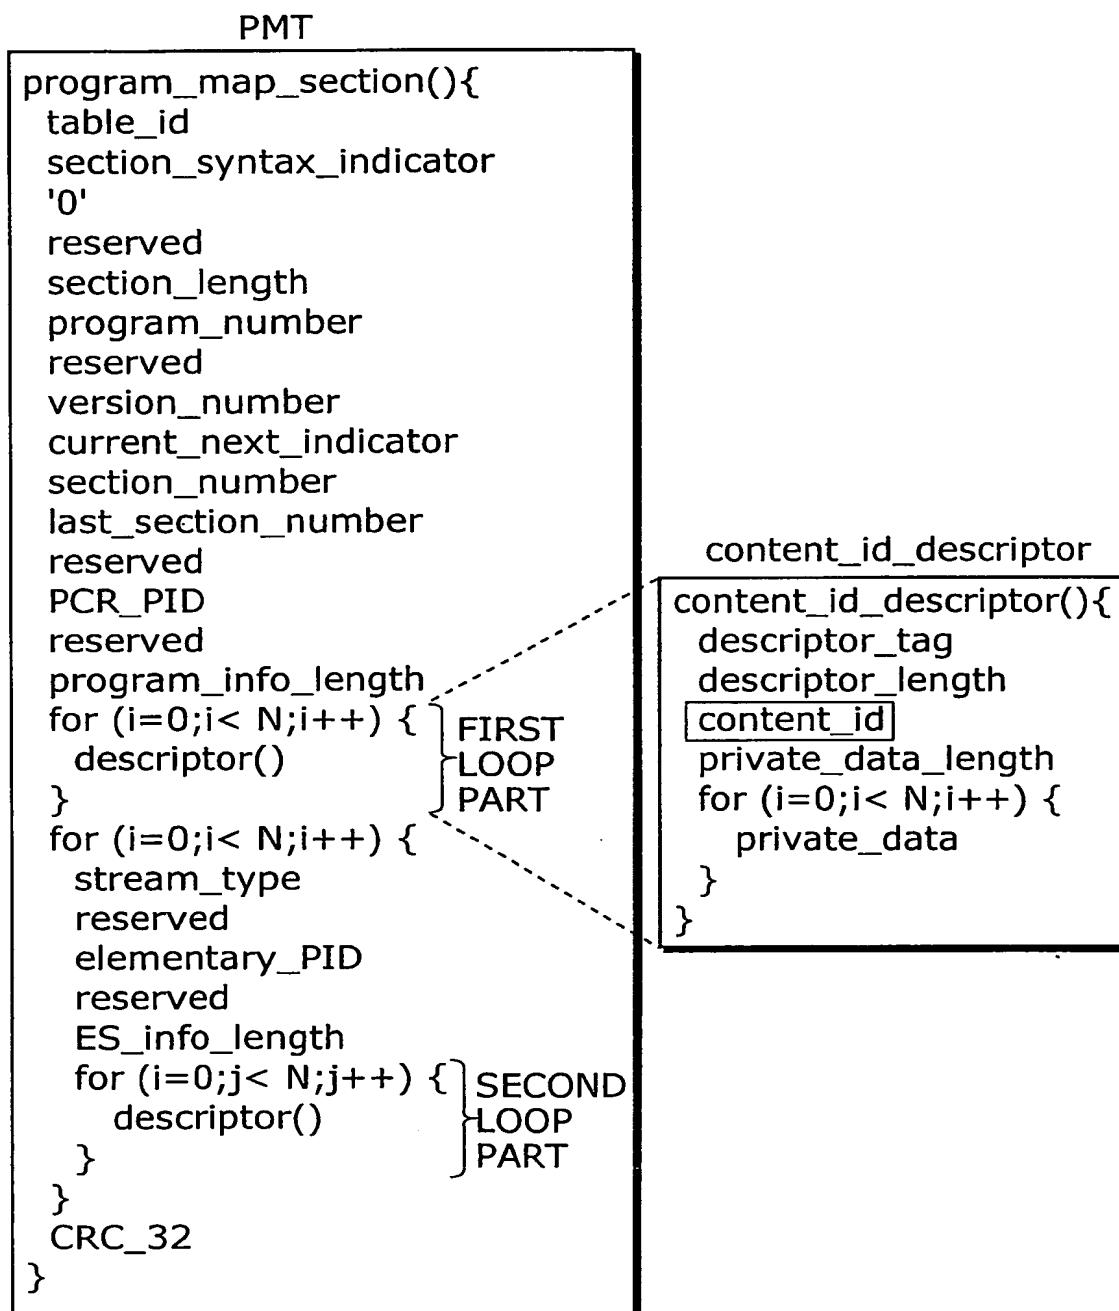 PMT
program_map_section(){
table_id
section_syntax_indicator
'0'
reserved
section_length
program_number
reserved
version_number
current_next_indicator
section_number
last_section_number
reserved
PCR_PID
reserved
program_info_length
for (i=0;i< N;i++) {
descriptor()
}
FIRST
LOOP
PART
for (i=0;i< N;i++) {
stream_type
reserved
elementary_PID
reserved
ES_info_length
for (i=0;j< N;j++) {
descriptor()
}
SECOND
LOOP
PART
}
CRC_32
}
content_id_descriptor
content_id_descriptor(){
descriptor_tag
descriptor_length
content_id
private_data_length
for (i=0;i< N;i++) {
private_data
}
}